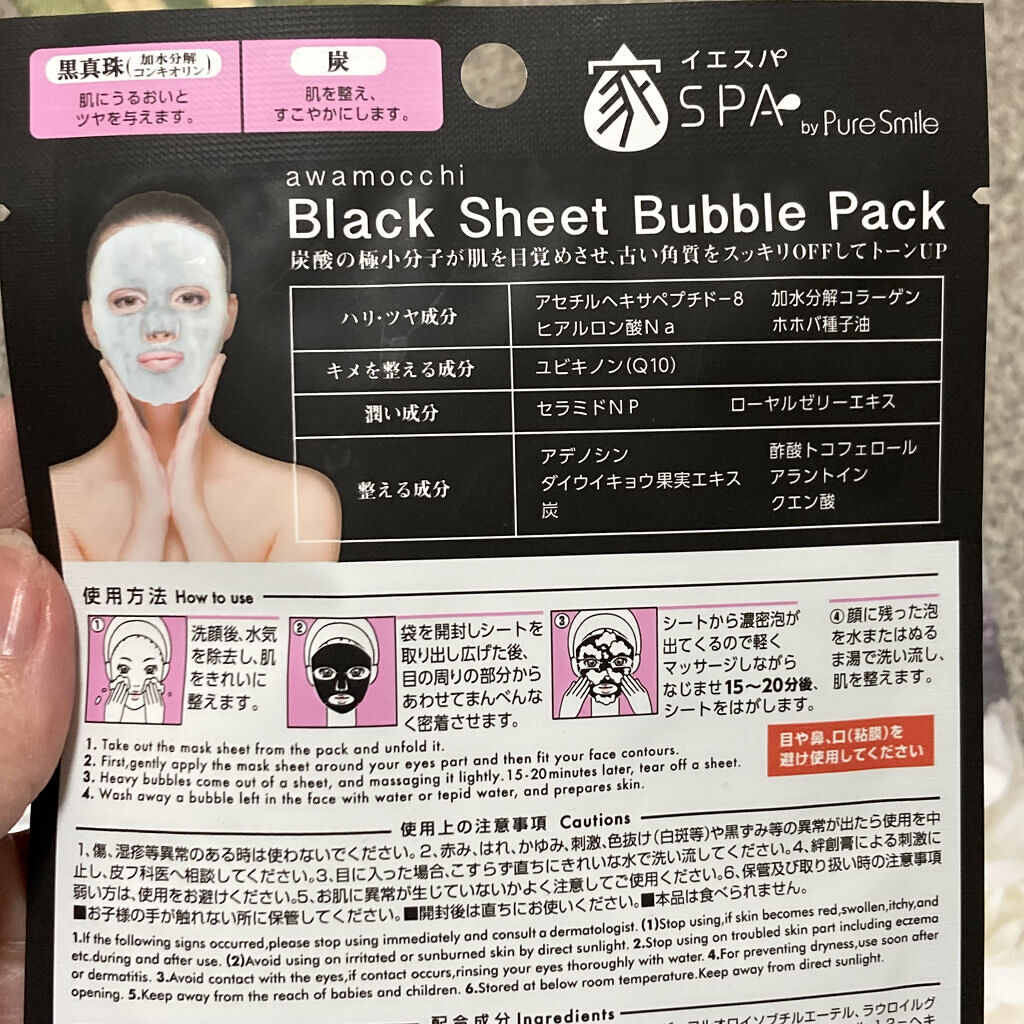 黒真珠(加水分解コンキオリン)
肌にうるおいと
ツヤを与えます。
炭
肌を整え、
すこやかにします。
家
イエスパ
SPA
by Pure Smile
awamocchi
Black Sheet Bubble Pack
炭酸の極小分子が肌を目覚めさせ、古い角質をスッキリOFFしてトーンUP
ハリ・ツヤ成分
アセチルヘキサペプチド－8 加水分解コラーゲン
ヒアルロン酸Na ホホバ種子油
キメを整える成分
ユビキノン(Q10)
潤い成分
セラミドNP ローヤルゼリーエキス
整える成分
アデノシン 酢酸トコフェロール
ダイウイキョウ果実エキス アラントイン
炭 クエン酸
使用方法 How to use
①
洗顔後、水気
を除去し、肌
をきれいに
整えます。
②
袋を開封しシートを
取り出し広げた後、
目の周りの部分から
あわせてまんべんな
く密着させます。
③
シートから濃密泡が
出てくるので軽く
マッサージしながら
なじませ15～20分後、
シートをはがします。
④顔に残った泡
を水またはぬる
ま湯で洗い流し、
肌を整えます。
目や鼻、口(粘膜)を
避け使用してください
1. Take out the mask sheet from the pack and unfold it.
2. First,gently apply the mask sheet around your eyes part and then fit your face contours.
3. Heavy bubbles come out of a sheet, and massaging it lightly.15-20minutes later, tear off a sheet.
4. Wash away a bubble left in the face with water or tepid water, and prepares skin.
使用上の注意事項 Cautions
1、傷、湿疹等異常のある時は使わないでください。2、赤み、はれ、かゆみ、刺激、色抜け(白斑等)や黒ずみ等の異常が出たら使用を中
止し、皮フ科医へ相談してください。3、目に入った場合、こすらず直ちにきれいな水で洗い流してください。4、絆創膏による刺激に
弱い方は、使用をお避けください。5、お肌に異常が生じていないかよく注意してご使用ください。6、保管及び取り扱い時の注意事項
■お子様の手が触れない所に保管してください。■開封後は直ちにお使いください。■本品は食べられません。
1.If the following signs occurred,please stop using immediately and consult a dermatologist. (1)Stop using,if skin becomes red,swollen,itchy,and
etc.during and after use. (2)Avoid using on irritated or sunburned skin by direct sunlight. 2.Stop using on troubled skin part including eczema
or dermatitis. 3.Avoid contact with the eyes,if contact occurs,rinsing your eyes thoroughly with water. 4.For preventing dryness,use soon after
opening. 5.Keep away from the reach of babies and children. 6.Stored at below room temperature.Keep away from direct sunlight.
配合成分 Ingredients
フルオロイソブチルエーテル、ラウロイルグ